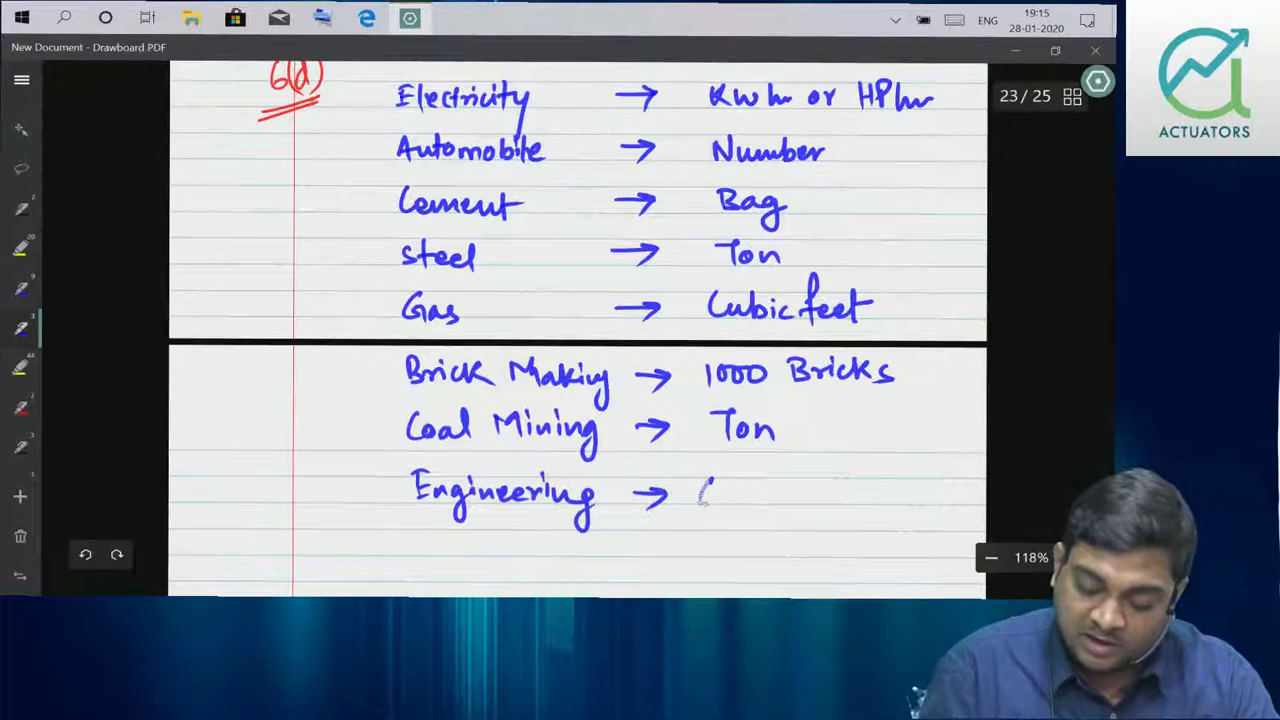 19:15
ENG
28-01-2020
New Document - Drawboard PDF
6(d)
Electricity → Kwhr or HPhr
23 / 25
ACTUATORS
Automobile → Number
Cement → Bag
Steel → Ton
Gas → Cubic feet
Brick Making → 1000 Bricks
Coal Mining → Ton
Engineering →
118%